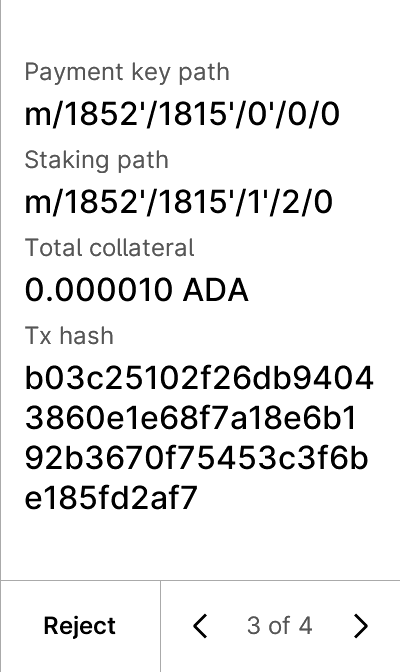 Payment key path
m/1852'/1815'/0'/0/0
Staking path
m/1852'/1815'/1'/2/0
Total collateral
0.000010 ADA
Tx hash
b03c25102f26db9404
3860e1e68f7a18e6b1
92b3670f75453c3f6b
e185fd2af7
Reject
3 of 4